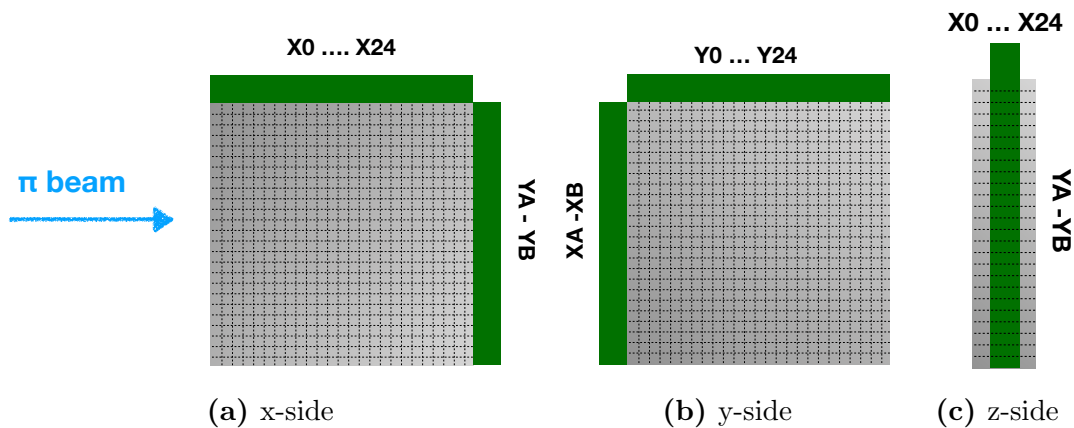 X0 .... X24
Y0 ... Y24
X0 ... X24
π beam
YA - YB
XA -XB
YA -YB
(a) x-side
(b) y-side
(c) z-side